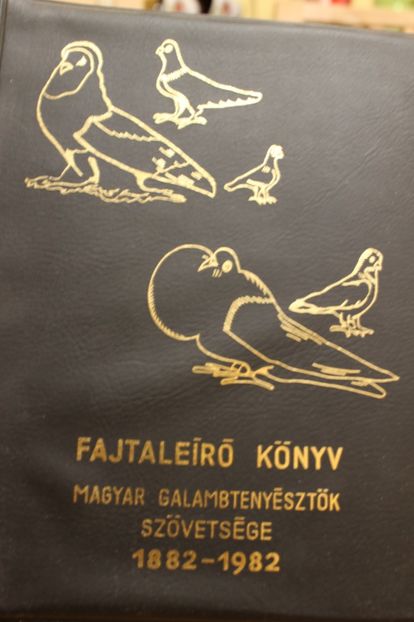 FAJTALEÍRÓ KÖNYV
MAGYAR GALAMBTENYÉSZTŐK
SZÖVETSÉGE
1882-1982